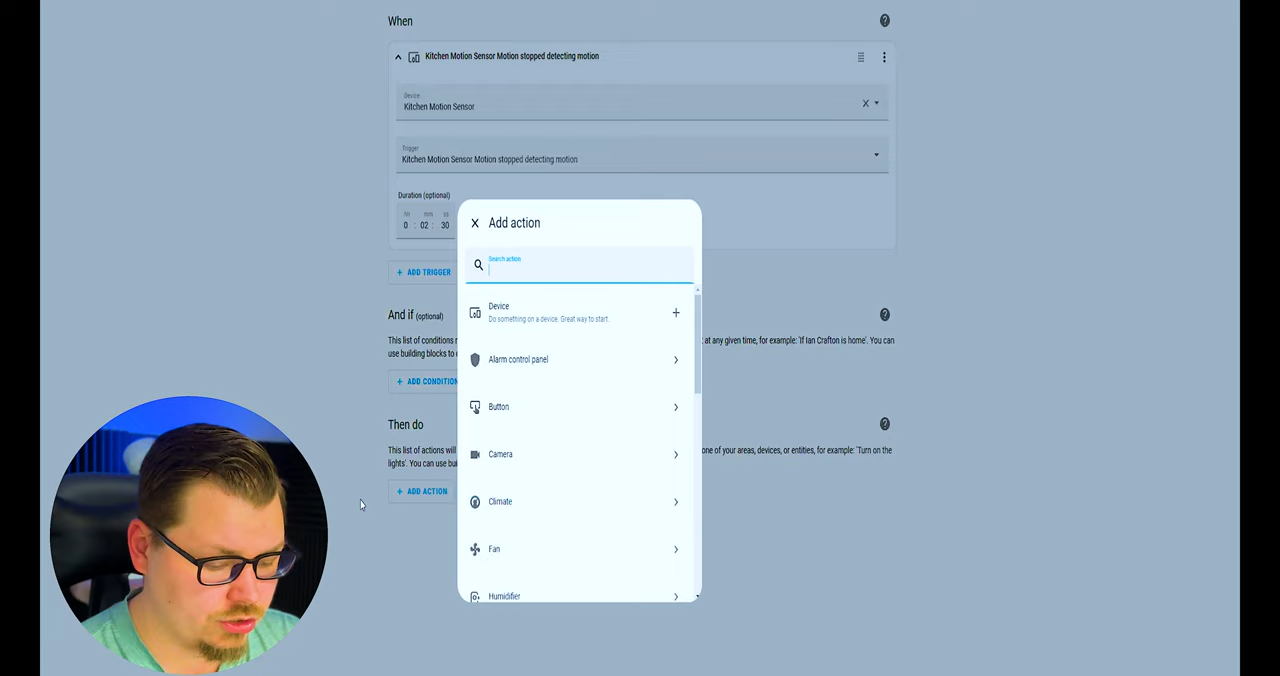 When
Kitchen Motion Sensor Motion stopped detecting motion
Device
Kitchen Motion Sensor
Trigger
Kitchen Motion Sensor Motion stopped detecting motion
Duration (optional)
hh mm ss
0 : 02 : 30
+ ADD TRIGGER
And if (optional)
This list of conditions
at any given time, for example: 'If Ian Crafton is home'. You can
use building blocks to
+ ADD CONDITION
Then do
This list of actions will
one of your areas, devices, or entities, for example: 'Turn on the
lights'. You can use bui
+ ADD ACTION
Add action
Search action
Device
Do something on a device. Great way to start.
Alarm control panel
Button
Camera
Climate
Fan
Humidifier